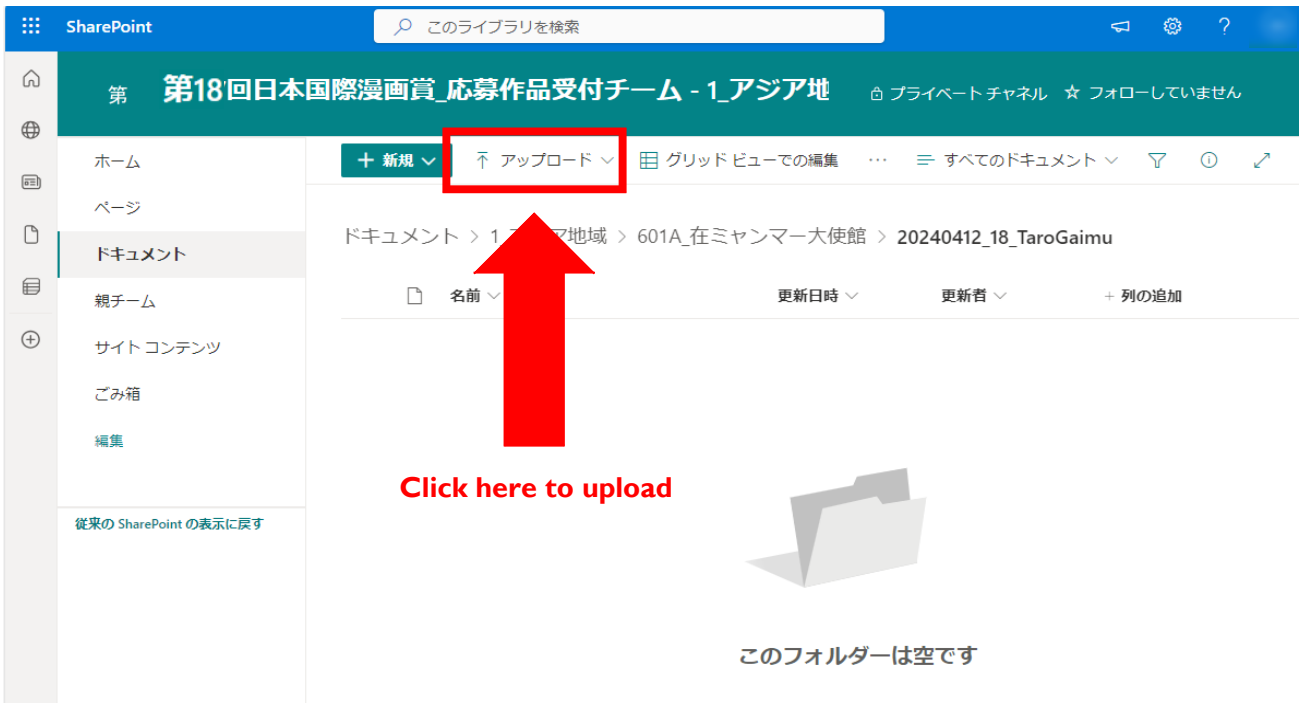 SharePoint
このライブラリを検索
?
第
第18回日本国際漫画賞_応募作品受付チーム - 1_アジア地
プライベート チャネル
フォローしていません
ホーム
ページ
ドキュメント
親チーム
サイト コンテンツ
ごみ箱
編集
従来の SharePoint の表示に戻す
+ 新規
アップロード
グリッド ビューでの編集
...
すべてのドキュメント
ドキュメント > 1_ ア地域 > 601A_在ミャンマー大使館 > 20240412_18_TaroGaimu
名前
更新日時
更新者
+ 列の追加
Click here to upload
このフォルダーは空です